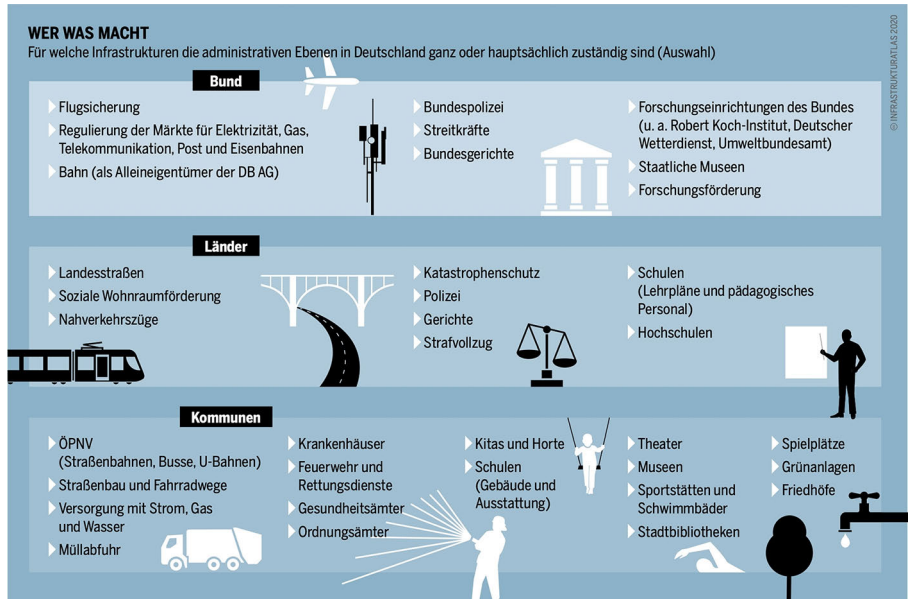 WER WAS MACHT
Für welche Infrastrukturen die administrativen Ebenen in Deutschland ganz oder hauptsächlich zuständig sind (Auswahl)
© INFRASTRUKTURATLAS 2020
Bund
Flugsicherung
Regulierung der Märkte für Elektrizität, Gas,
Telekommunikation, Post und Eisenbahnen
Bahn (als Alleineigentümer der DB AG)
Bundespolizei
Streitkräfte
Bundesgerichte
Forschungseinrichtungen des Bundes
(u. a. Robert Koch-Institut, Deutscher
Wetterdienst, Umweltbundesamt)
Staatliche Museen
Forschungsförderung
Länder
Landesstraßen
Soziale Wohnraumförderung
Nahverkehrszüge
Katastrophenschutz
Polizei
Gerichte
Strafvollzug
Schulen
(Lehrpläne und pädagogisches
Personal)
Hochschulen
Kommunen
ÖPNV
(Straßenbahnen, Busse, U-Bahnen)
Straßenbau und Fahrradwege
Versorgung mit Strom, Gas
und Wasser
Müllabfuhr
Krankenhäuser
Feuerwehr und
Rettungsdienste
Gesundheitsämter
Ordnungsämter
Kitas und Horte
Schulen
(Gebäude und
Ausstattung)
Theater
Museen
Sportstätten und
Schwimmbäder
Stadtbibliotheken
Spielplätze
Grünanlagen
Friedhöfe